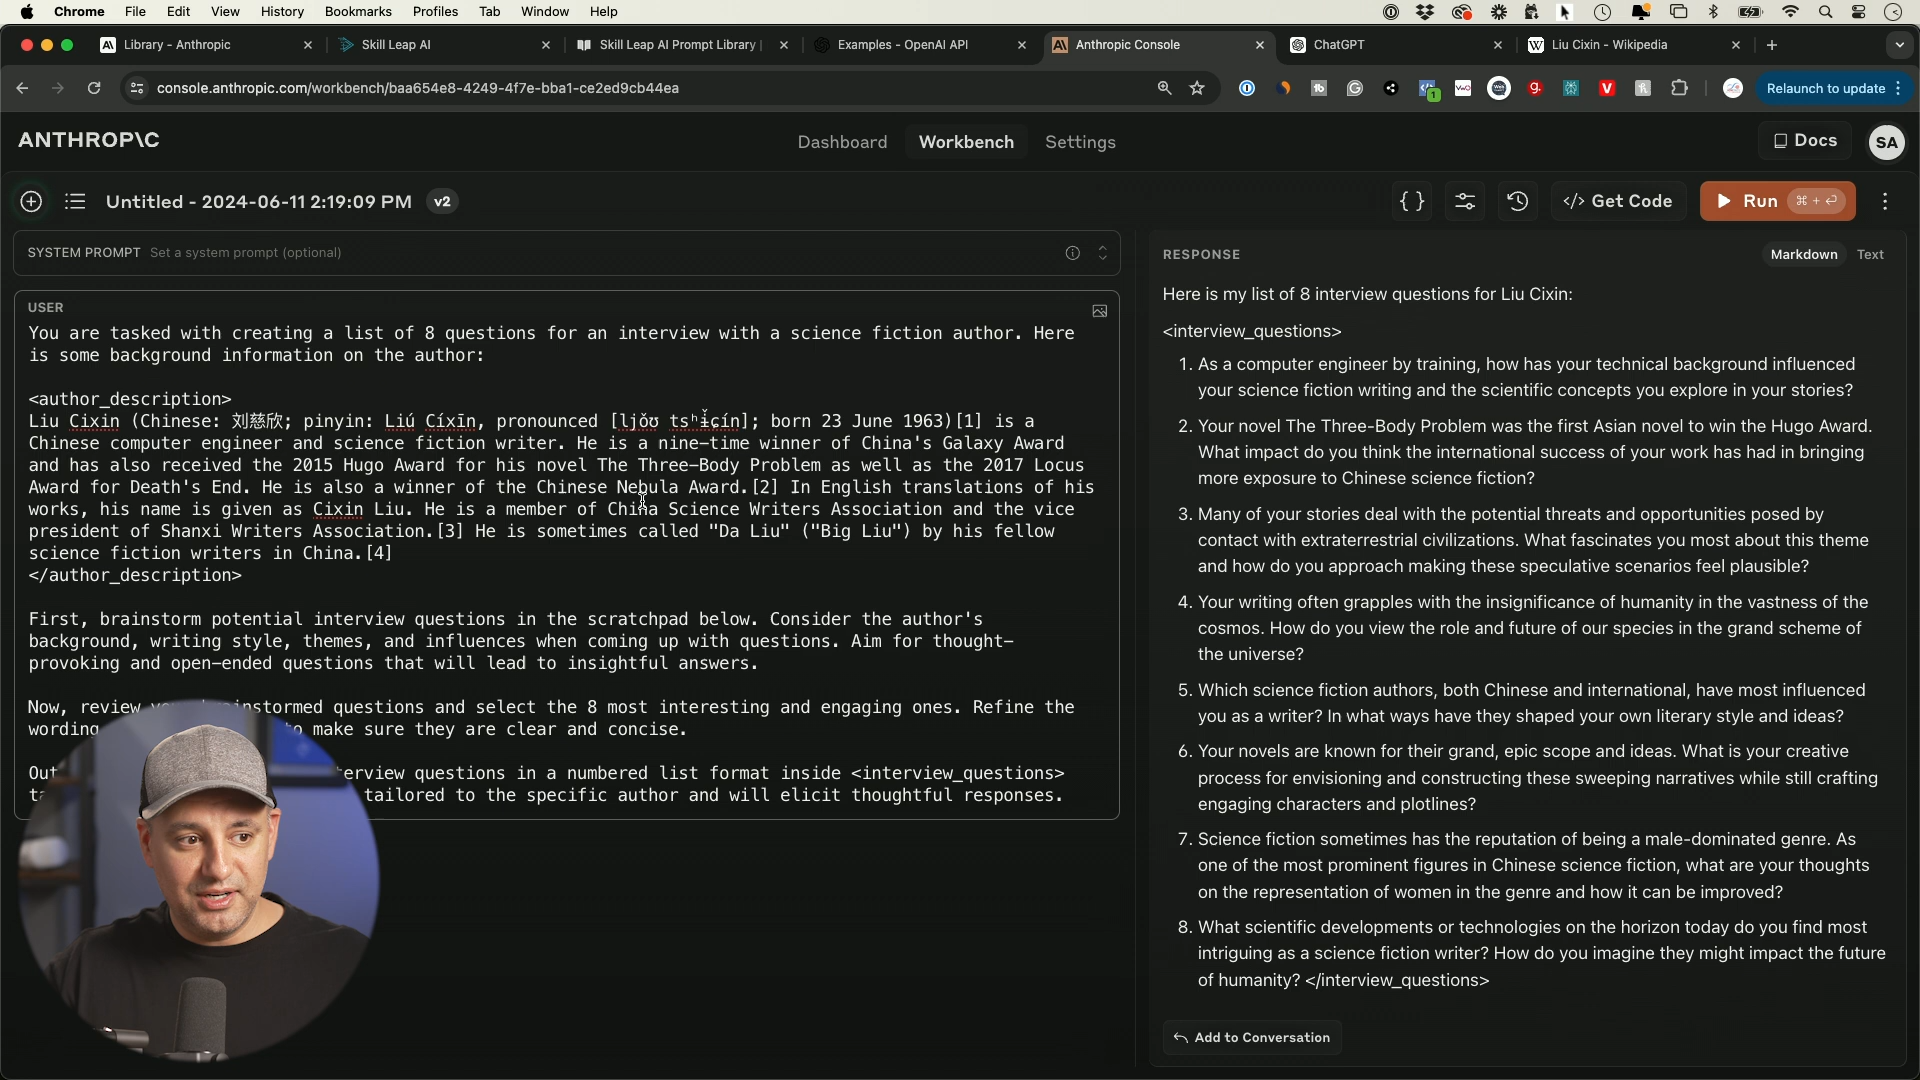 Chrome File Edit View History Bookmarks Profiles Tab Window Help
Library - Anthropic Skill Leap AI Skill Leap AI Prompt Library | Examples - OpenAI API Anthropic Console ChatGPT Liu Cixin - Wikipedia
console.anthropic.com/workbench/baa654e8-4249-4f7e-bba1-ce2ed9cb44ea
1
Relaunch to update
ANTHROP\C
Dashboard Workbench Settings
Docs SA
Untitled - 2024-06-11 2:19:09 PM v2
{ } </> Get Code Run ⌘ + ⏎
SYSTEM PROMPT Set a system prompt (optional)
USER
You are tasked with creating a list of 8 questions for an interview with a science fiction author. Here
is some background information on the author:
<author_description>
Liu Cixin (Chinese: 刘慈欣; pinyin: Liú Cíxīn, pronounced [ljǒʊ tsʰɨ̌ɕín]; born 23 June 1963)[1] is a
Chinese computer engineer and science fiction writer. He is a nine-time winner of China's Galaxy Award
and has also received the 2015 Hugo Award for his novel The Three-Body Problem as well as the 2017 Locus
Award for Death's End. He is also a winner of the Chinese Nebula Award.[2] In English translations of his
works, his name is given as Cixin Liu. He is a member of China Science Writers Association and the vice
president of Shanxi Writers Association.[3] He is sometimes called "Da Liu" ("Big Liu") by his fellow
science fiction writers in China.[4]
</author_description>
First, brainstorm potential interview questions in the scratchpad below. Consider the author's
background, writing style, themes, and influences when coming up with questions. Aim for thought-
provoking and open-ended questions that will lead to insightful answers.
Now, review instormed questions and select the 8 most interesting and engaging ones. Refine the
wording to make sure they are clear and concise.
Out erview questions in a numbered list format inside <interview_questions>
tailored to the specific author and will elicit thoughtful responses.
RESPONSE
Markdown Text
Here is my list of 8 interview questions for Liu Cixin:
<interview_questions>
1. As a computer engineer by training, how has your technical background influenced
your science fiction writing and the scientific concepts you explore in your stories?
2. Your novel The Three-Body Problem was the first Asian novel to win the Hugo Award.
What impact do you think the international success of your work has had in bringing
more exposure to Chinese science fiction?
3. Many of your stories deal with the potential threats and opportunities posed by
contact with extraterrestrial civilizations. What fascinates you most about this theme
and how do you approach making these speculative scenarios feel plausible?
4. Your writing often grapples with the insignificance of humanity in the vastness of the
cosmos. How do you view the role and future of our species in the grand scheme of
the universe?
5. Which science fiction authors, both Chinese and international, have most influenced
you as a writer? In what ways have they shaped your own literary style and ideas?
6. Your novels are known for their grand, epic scope and ideas. What is your creative
process for envisioning and constructing these sweeping narratives while still crafting
engaging characters and plotlines?
7. Science fiction sometimes has the reputation of being a male-dominated genre. As
one of the most prominent figures in Chinese science fiction, what are your thoughts
on the representation of women in the genre and how it can be improved?
8. What scientific developments or technologies on the horizon today do you find most
intriguing as a science fiction writer? How do you imagine they might impact the future
of humanity? </interview_questions>
Add to Conversation